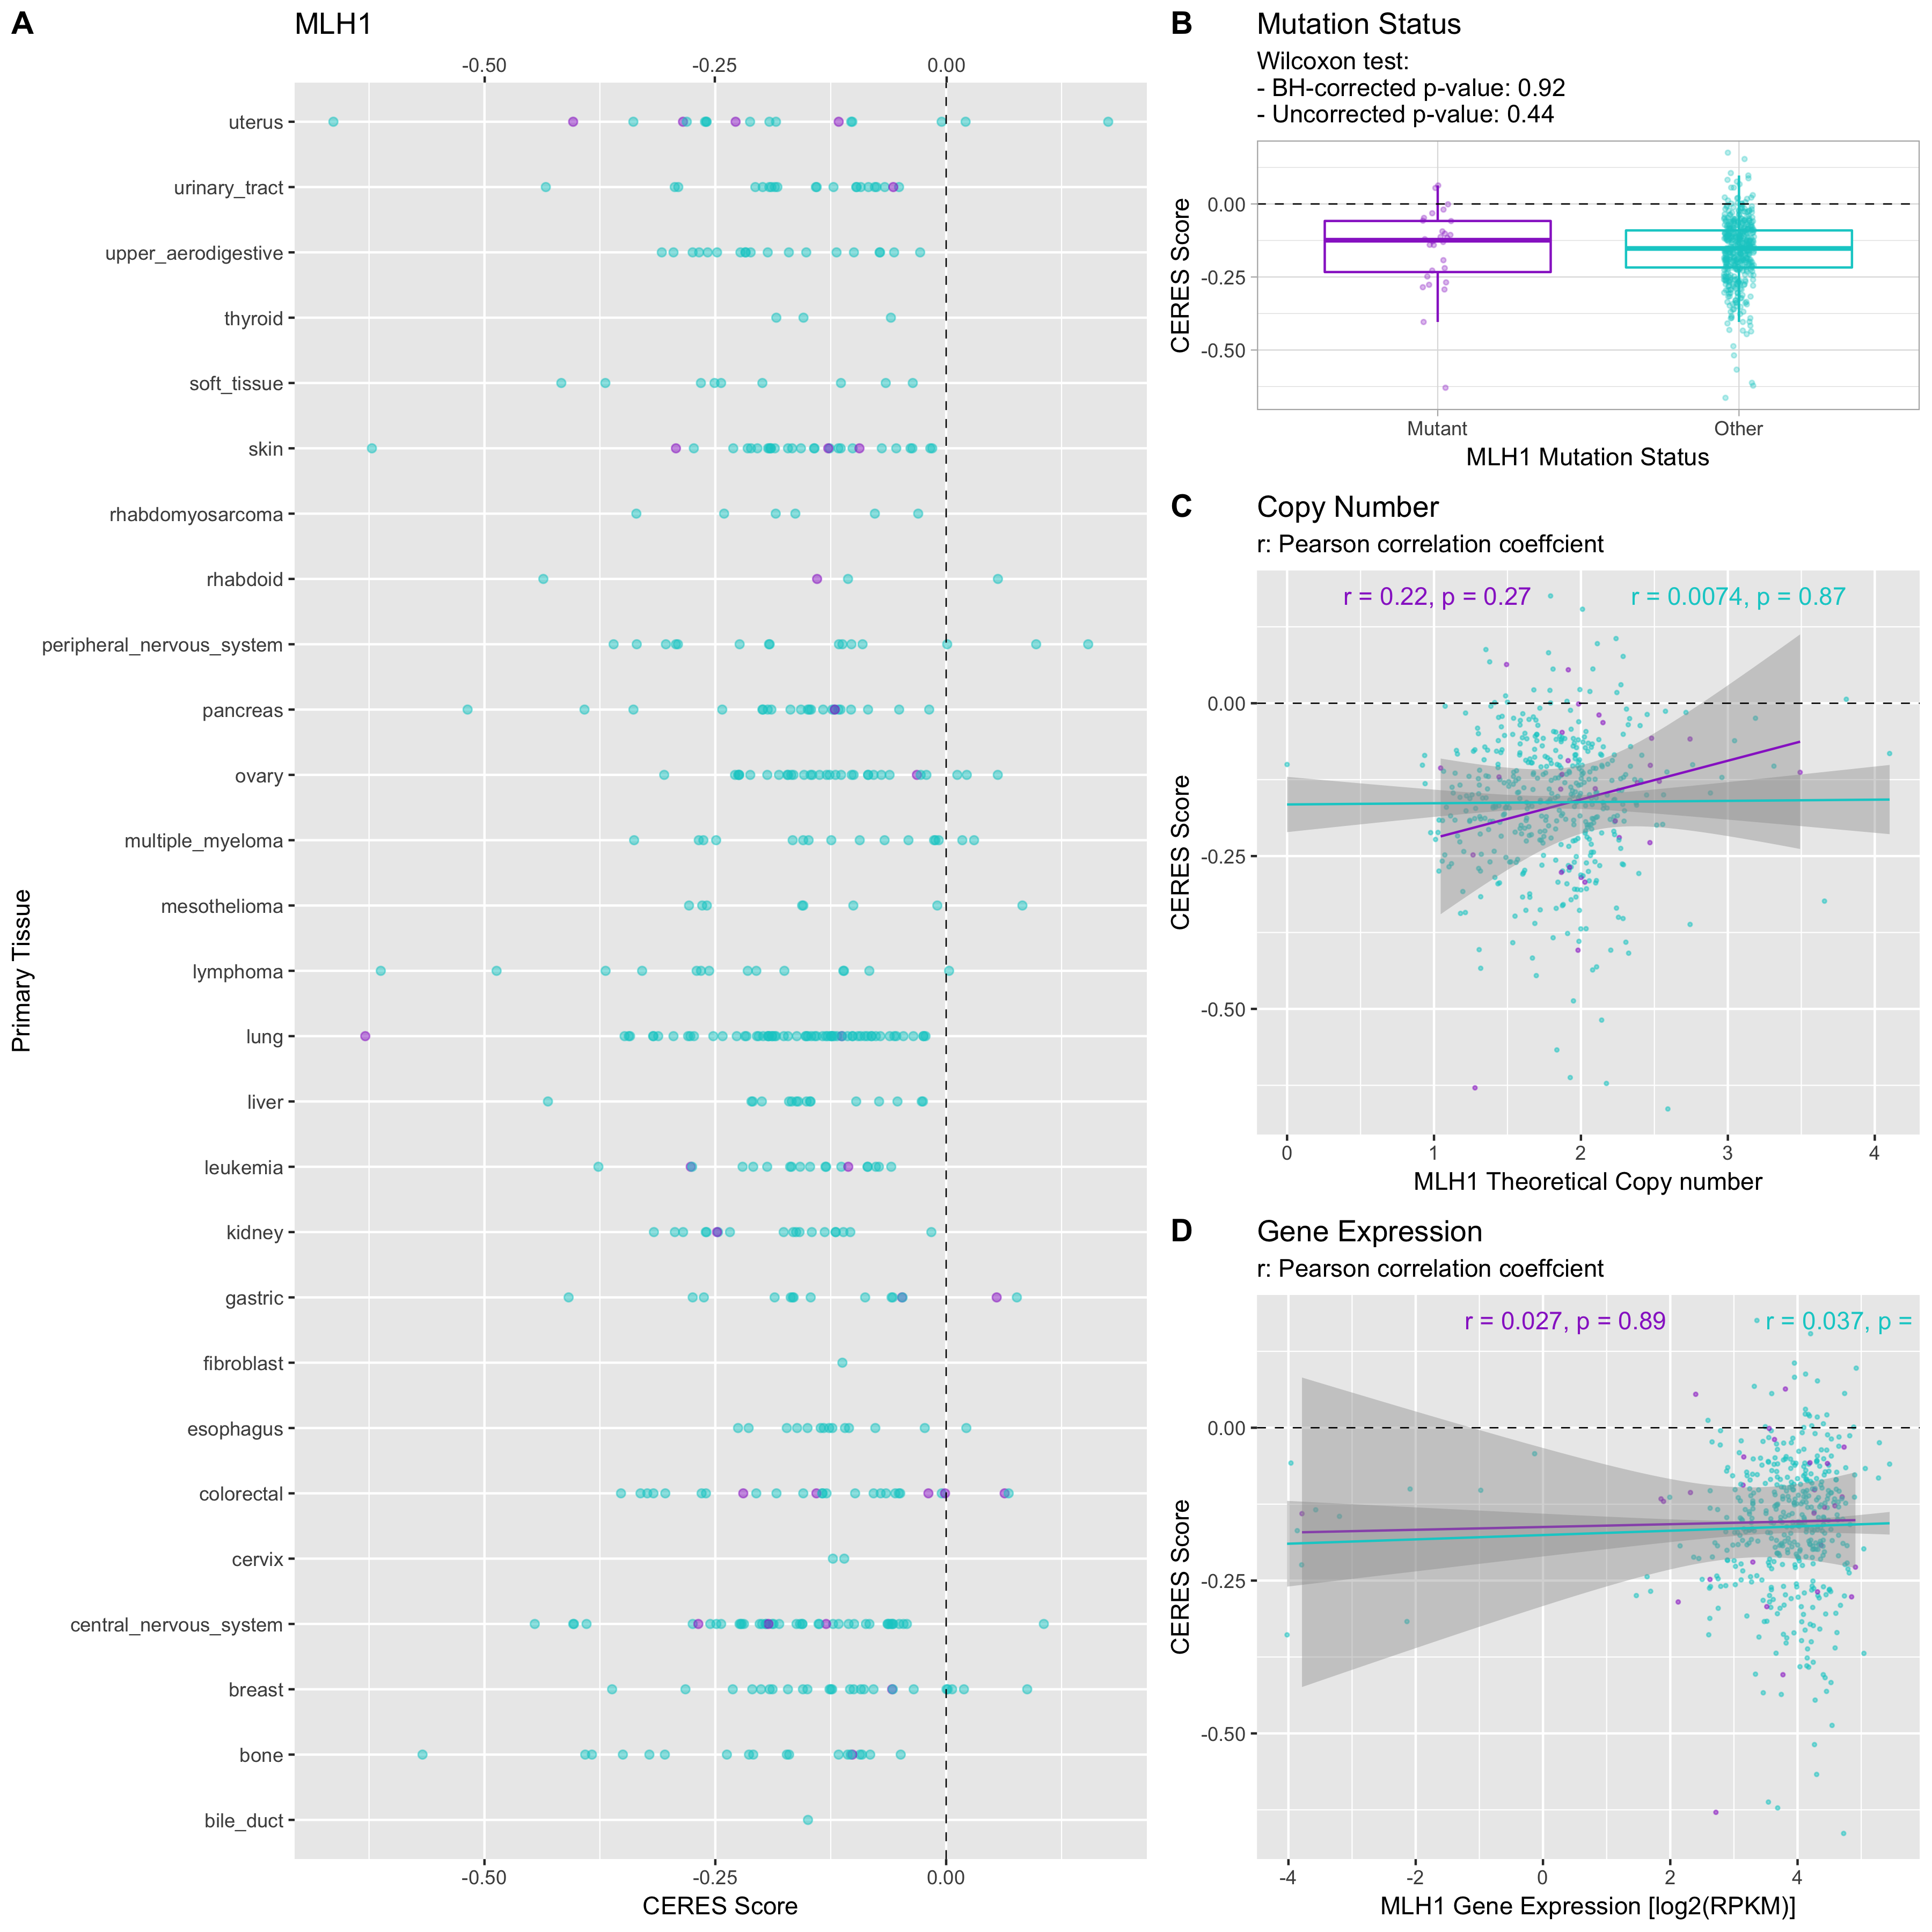 A
MLH1
-0.50 -0.25 0.00
uterus
urinary_tract
upper_aerodigestive
thyroid
soft_tissue
skin
rhabdomyosarcoma
rhabdoid
peripheral_nervous_system
pancreas
ovary
multiple_myeloma
mesothelioma
lymphoma
lung
liver
leukemia
kidney
gastric
fibroblast
esophagus
colorectal
cervix
central_nervous_system
breast
bone
bile_duct
Primary Tissue
-0.50 -0.25 0.00
CERES Score
B
Mutation Status
Wilcoxon test:
- BH-corrected p-value: 0.92
- Uncorrected p-value: 0.44
0.00
-0.25
-0.50
CERES Score
Mutant Other
MLH1 Mutation Status
C
Copy Number
r: Pearson correlation coeffcient
r = 0.22, p = 0.27 r = 0.0074, p = 0.87
0.00
-0.25
-0.50
CERES Score
0 1 2 3 4
MLH1 Theoretical Copy number
D
Gene Expression
r: Pearson correlation coeffcient
r = 0.027, p = 0.89 r = 0.037, p =
0.00
-0.25
-0.50
CERES Score
-4 -2 0 2 4
MLH1 Gene Expression [log2(RPKM)]